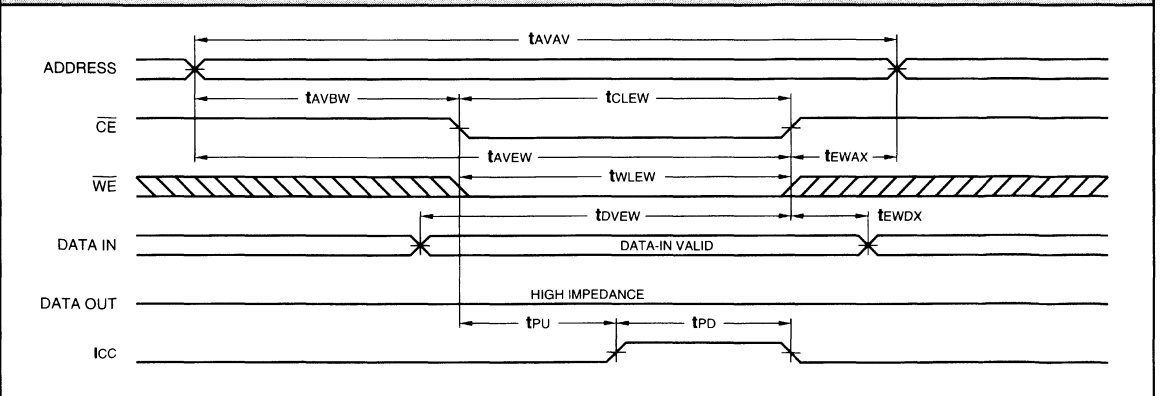 tAVAV
ADDRESS
tAVBW
tCLEW
CE
tAVEW
tEWAX
WE
tWLEW
tDVEW
tEWDX
DATA IN
DATA-IN VALID
DATA OUT
HIGH IMPEDANCE
tPU
tPD
ICC